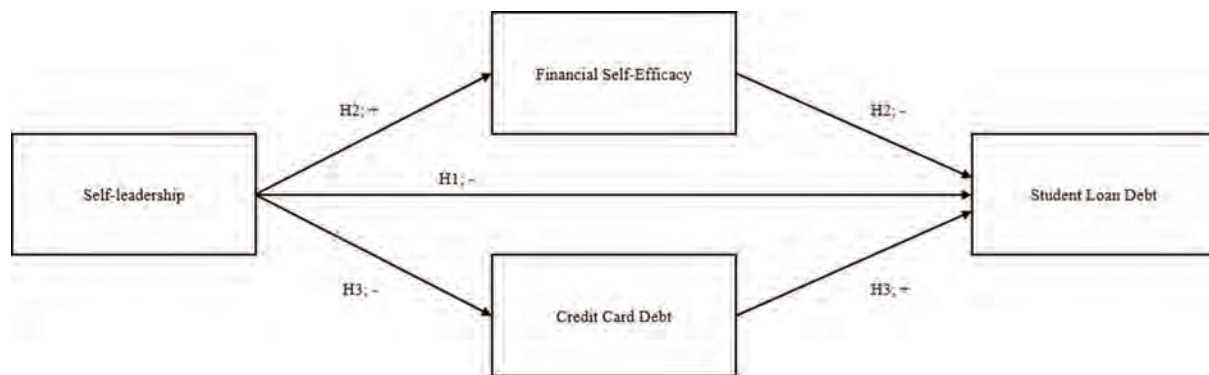 Financial Self-Efficacy
H2; +
H2; -
Self-leadership
H1; -
Student Loan Debt
H3; -
H3; +
Credit Card Debt